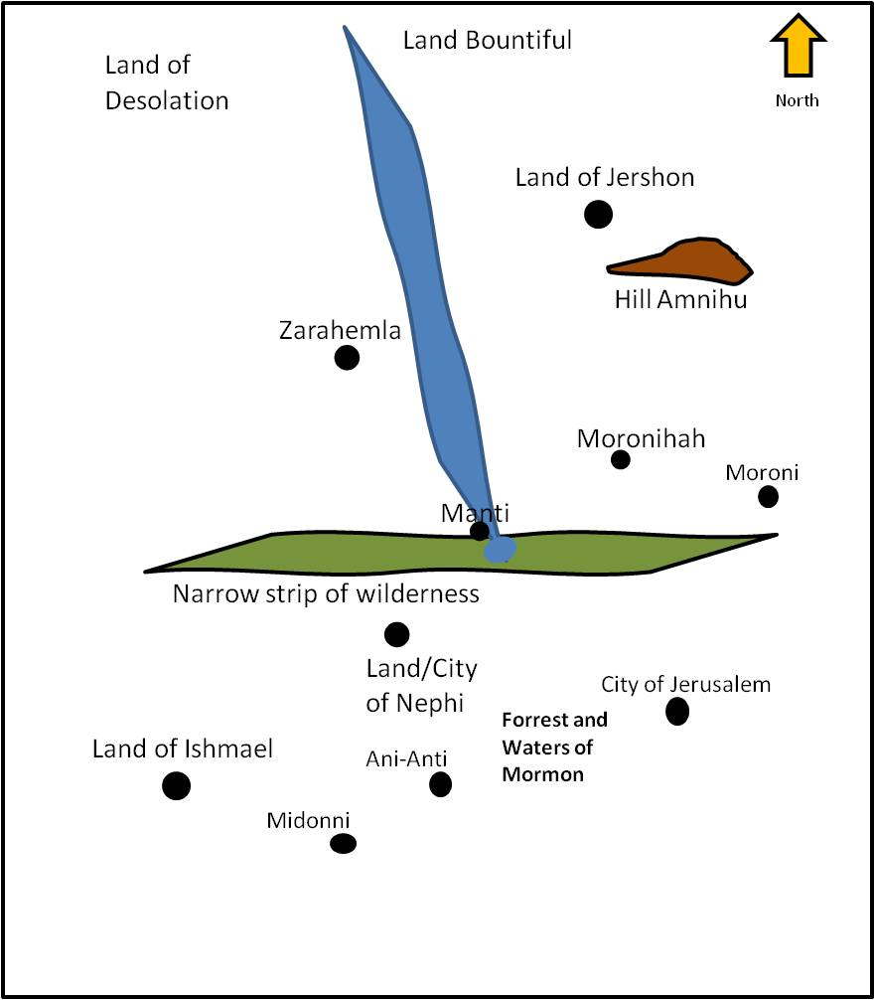 Land Bountiful
Land of
Desolation
North
Land of Jershon
Hill Amnihu
Zarahemla
Moronihah
Moroni
Manti
Narrow strip of wilderness
Land/City
of Nephi
City of Jerusalem
Forrest and
Waters of
Mormon
Land of Ishmael
Ani-Anti
Midonni